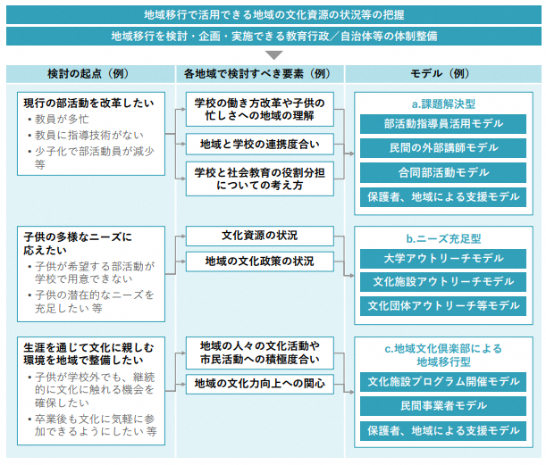 地域移行で活用できる地域の文化資源の状況等の把握
地域移行を検討・企画・実施できる教育行政／自治体等の体制整備
検討の起点（例）
各地域で検討すべき要素（例）
モデル（例）
現行の部活動を改革したい
・教員が多忙
・教員に指導技術がない
・少子化で部活動員が減少
等
学校の働き方改革や子供の
忙しさへの地域の理解
地域と学校の連携度合い
学校と社会教育の役割分担
についての考え方
a.課題解決型
部活動指導員活用モデル
民間の外部講師モデル
合同部活動モデル
保護者、地域による支援モデル
子供の多様なニーズに
応えたい
・子供が希望する部活動が
学校で用意できない
・子供の潜在的なニーズを
充足したい 等
文化資源の状況
地域の文化政策の状況
b.ニーズ充足型
大学アウトリーチモデル
文化施設アウトリーチモデル
文化団体アウトリーチ等モデル
生涯を通じて文化に親しむ
環境を地域で整備したい
・子供が学校外でも、継続
的に文化に触れる機会を
確保したい
・卒業後も文化に気軽に参
加できるようにしたい 等
地域の人々の文化活動や
市民活動への積極度合い
地域の文化力向上への関心
c.地域文化倶楽部による
地域移行型
文化施設プログラム開催モデル
民間事業者モデル
保護者、地域による支援モデル